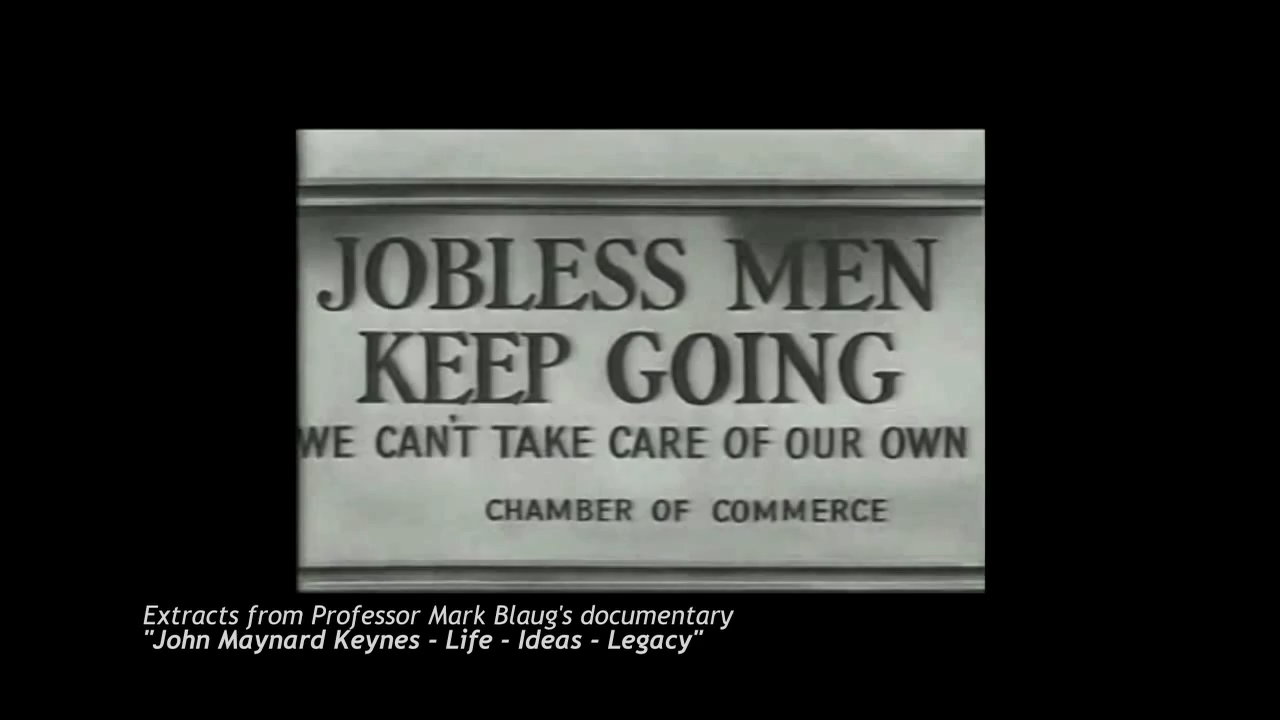 JOBLESS MEN
KEEP GOING
WE CAN'T TAKE CARE OF OUR OWN
CHAMBER OF COMMERCE
Extracts from Professor Mark Blaug's documentary
"John Maynard Keynes - Life - Ideas - Legacy"